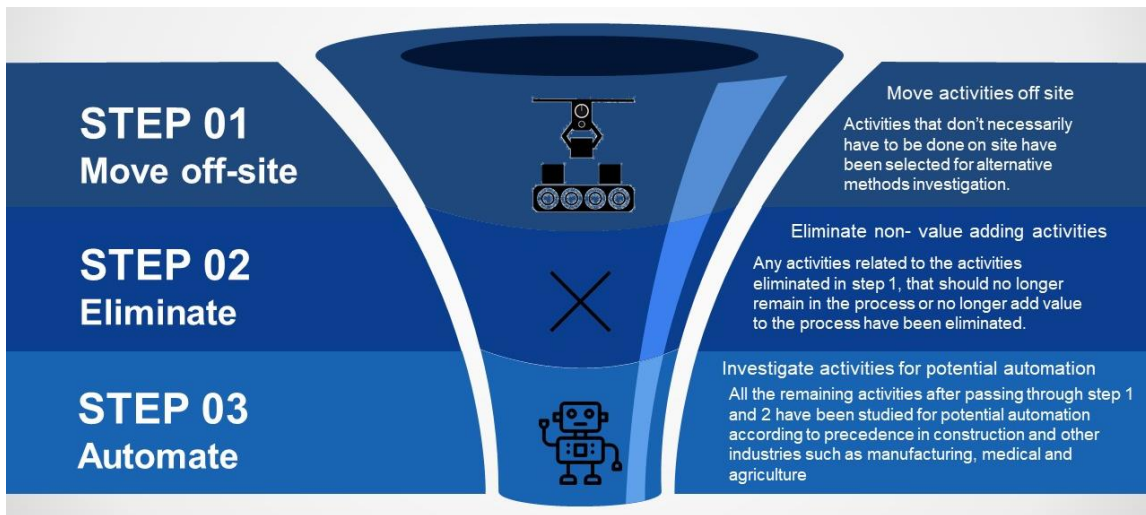 STEP 01
Move off-site
Move activities off site
Activities that don't necessarily
have to be done on site have
been selected for alternative
methods investigation.
STEP 02
Eliminate
Eliminate non- value adding activities
Any activities related to the activities
eliminated in step 1, that should no longer
remain in the process or no longer add value
to the process have been eliminated.
STEP 03
Automate
Investigate activities for potential automation
All the remaining activities after passing through step 1
and 2 have been studied for potential automation
according to precedence in construction and other
industries such as manufacturing, medical and
agriculture